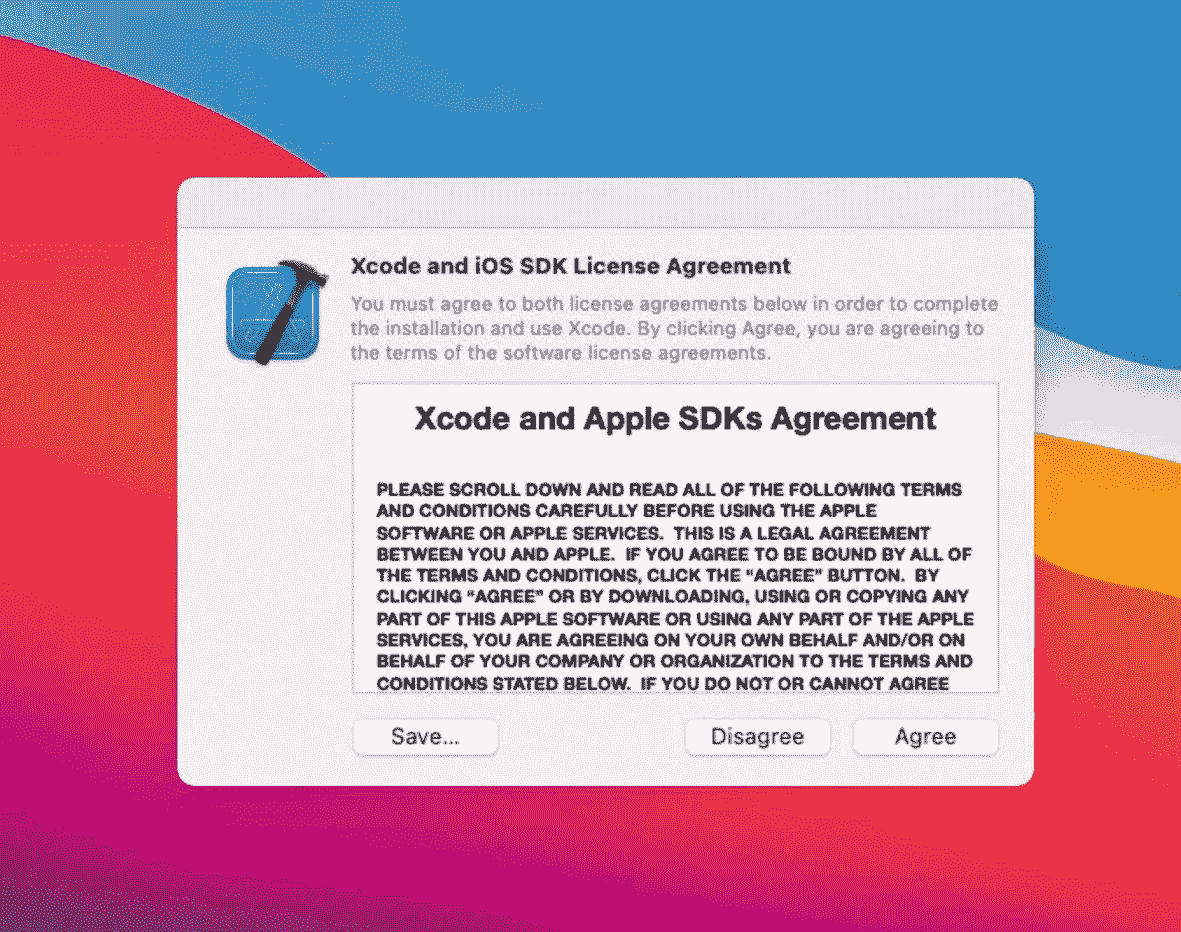 Xcode and iOS SDK License Agreement
You must agree to both license agreements below in order to complete
the installation and use Xcode. By clicking Agree, you are agreeing to
the terms of the software license agreements.
Xcode and Apple SDKs Agreement
PLEASE SCROLL DOWN AND READ ALL OF THE FOLLOWING TERMS
AND CONDITIONS CAREFULLY BEFORE USING THE APPLE
SOFTWARE OR APPLE SERVICES.  THIS IS A LEGAL AGREEMENT
BETWEEN YOU AND APPLE.  IF YOU AGREE TO BE BOUND BY ALL OF
THE TERMS AND CONDITIONS, CLICK THE “AGREE” BUTTON.  BY
CLICKING “AGREE” OR BY DOWNLOADING, USING OR COPYING ANY
PART OF THIS APPLE SOFTWARE OR USING ANY PART OF THE APPLE
SERVICES, YOU ARE AGREEING ON YOUR OWN BEHALF AND/OR ON
BEHALF OF YOUR COMPANY OR ORGANIZATION TO THE TERMS AND
CONDITIONS STATED BELOW.  IF YOU DO NOT OR CANNOT AGREE
Save... Disagree Agree